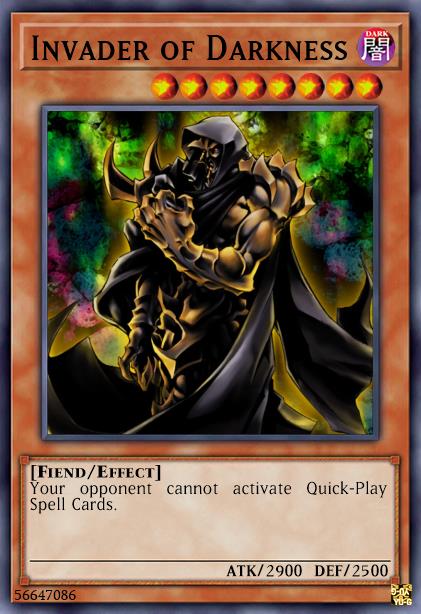 Invader of Darkness
DARK
闇
[Fiend/Effect]
Your opponent cannot activate Quick-Play
Spell Cards.
ATK/2900 DEF/2500
56647086